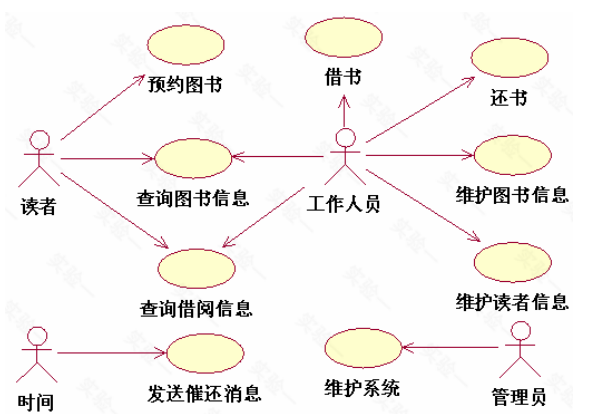 预约图书
借书
还书
读者
查询图书信息
工作人员
维护图书信息
查询借阅信息
维护读者信息
时间
发送催还消息
维护系统
管理员